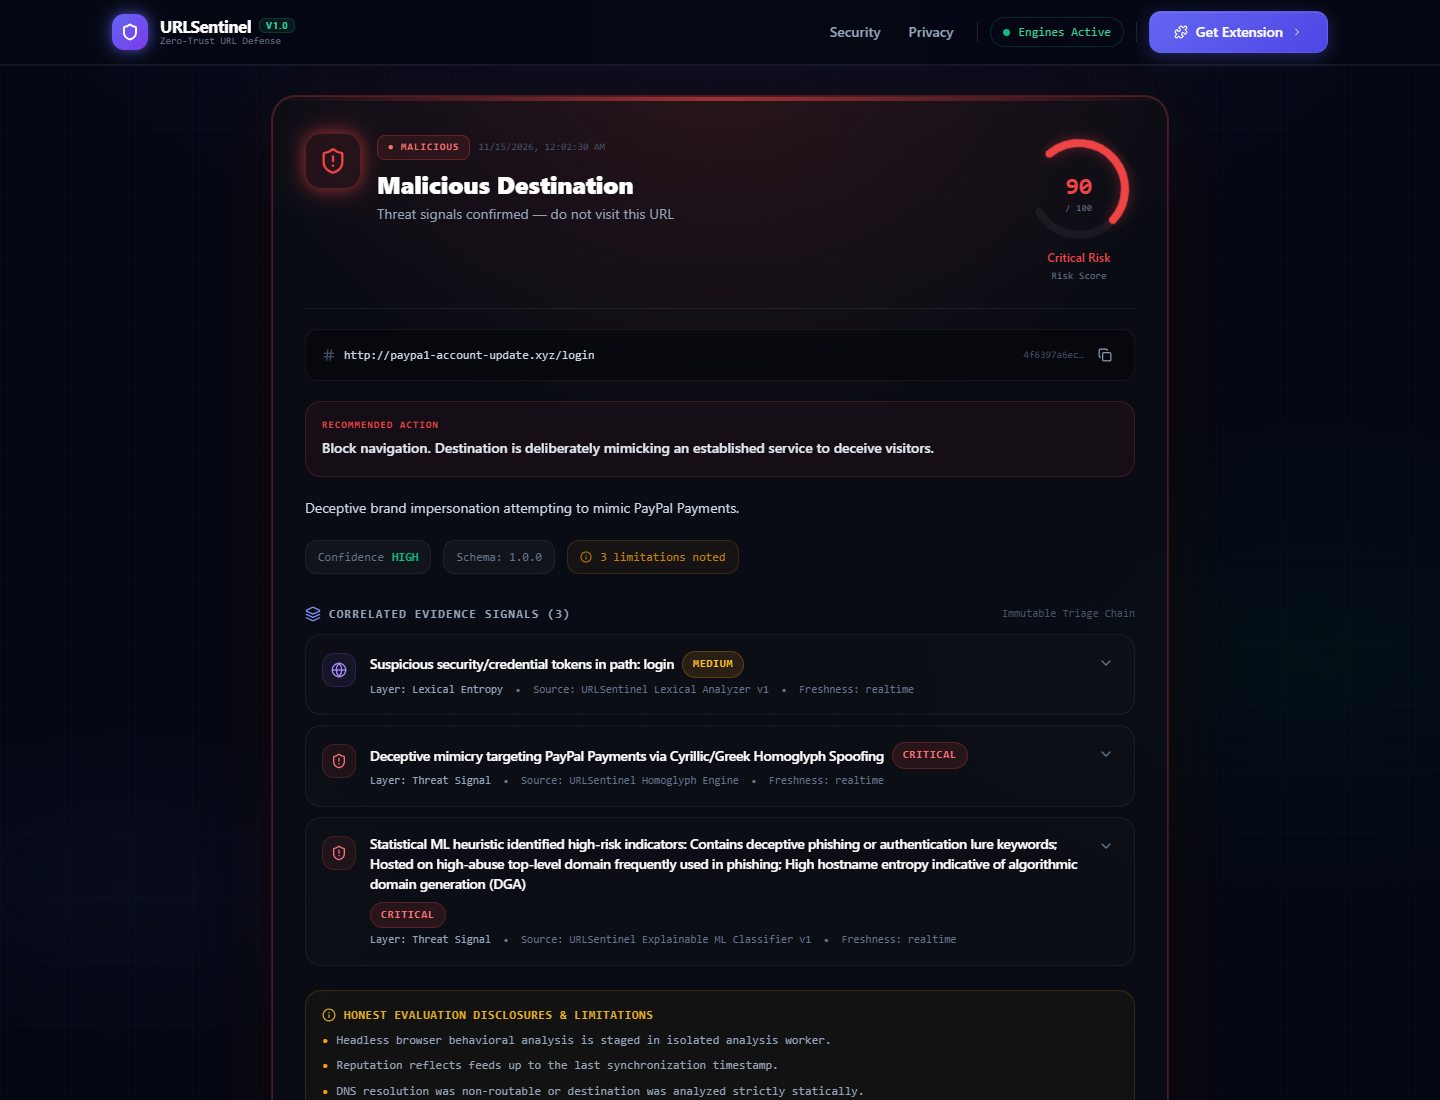 URLSentinel V1.0
Zero-Trust URL Defense
Security Privacy Engines Active Get Extension
MALICIOUS 11/15/2026, 12:02:30 AM
Malicious Destination
Threat signals confirmed — do not visit this URL
90
/ 100
Critical Risk
Risk Score
http://paypa1-account-update.xyz/login 4f6397a6ec…
RECOMMENDED ACTION
Block navigation. Destination is deliberately mimicking an established service to deceive visitors.
Deceptive brand impersonation attempting to mimic PayPal Payments.
Confidence HIGH Schema: 1.0.0 3 limitations noted
CORRELATED EVIDENCE SIGNALS (3) Immutable Triage Chain
Suspicious security/credential tokens in path: login MEDIUM
Layer: Lexical Entropy • Source: URLSentinel Lexical Analyzer v1 • Freshness: realtime
Deceptive mimicry targeting PayPal Payments via Cyrillic/Greek Homoglyph Spoofing CRITICAL
Layer: Threat Signal • Source: URLSentinel Homoglyph Engine • Freshness: realtime
Statistical ML heuristic identified high-risk indicators: Contains deceptive phishing or authentication lure keywords;
Hosted on high-abuse top-level domain frequently used in phishing; High hostname entropy indicative of algorithmic
domain generation (DGA)
CRITICAL
Layer: Threat Signal • Source: URLSentinel Explainable ML Classifier v1 • Freshness: realtime
HONEST EVALUATION DISCLOSURES & LIMITATIONS
• Headless browser behavioral analysis is staged in isolated analysis worker.
• Reputation reflects feeds up to the last synchronization timestamp.
• DNS resolution was non-routable or destination was analyzed strictly statically.